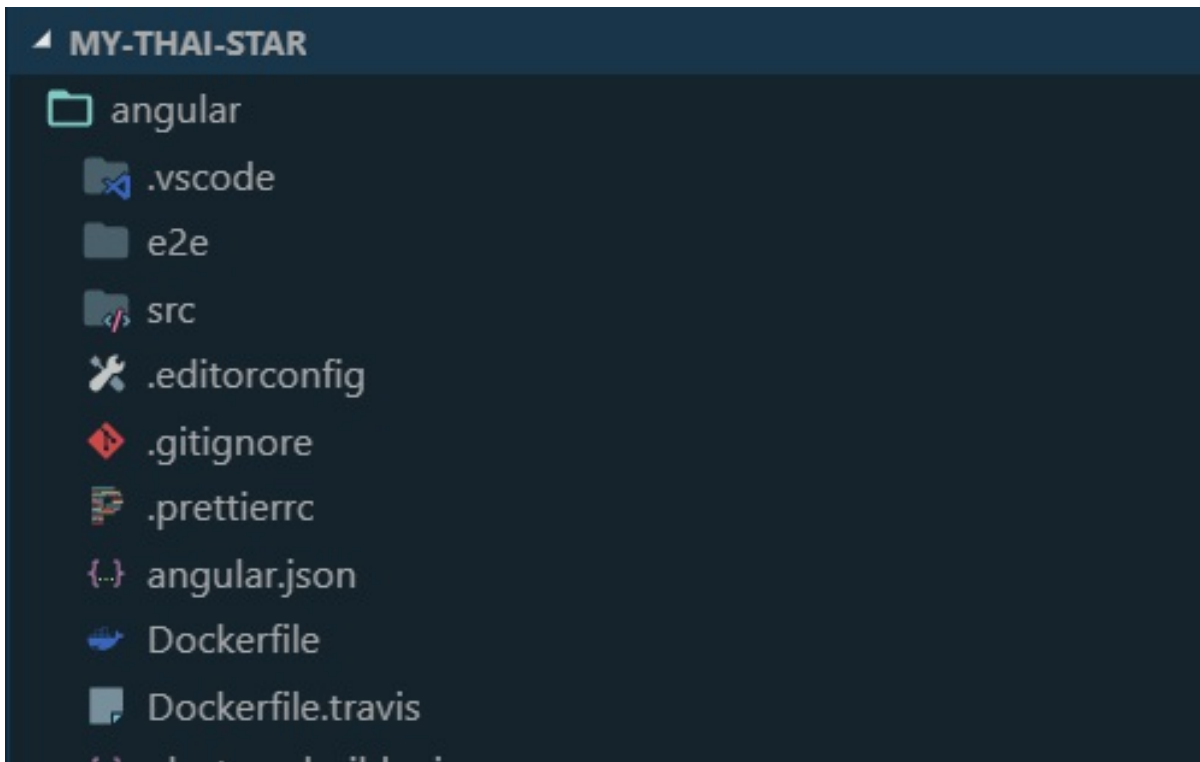 MY-THAI-STAR
angular
.vscode
e2e
src
.editorconfig
.gitignore
.prettierrc
angular.json
Dockerfile
Dockerfile.travis